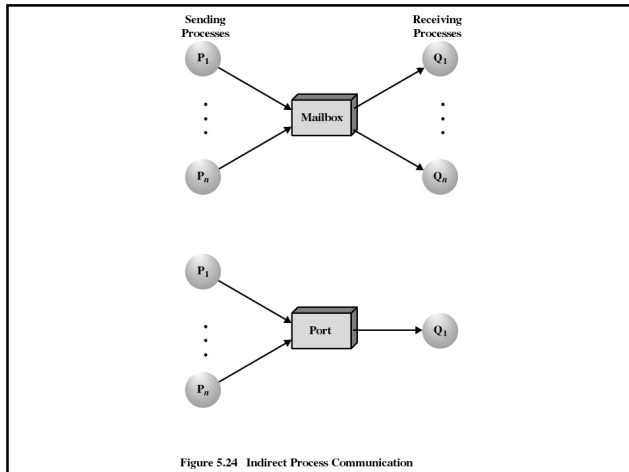 Sending Processes
Receiving Processes
P1
Q1
Mailbox
Pn
Qn
P1
Port
Q1
Pn
Figure 5.24 Indirect Process Communication